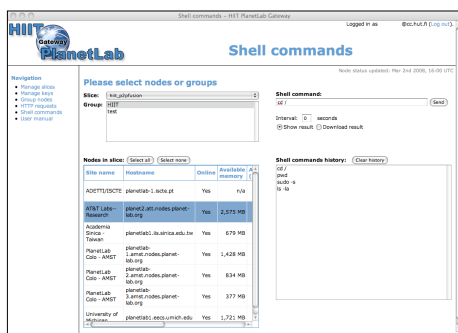 Shell commands – HIIT PlanetLab Gateway
Logged in as @cc.hut.fi (Log out).
HIIT
Gateway
PlanetLab
Shell commands
Node status updated: Mar 2nd 2008, 16:00 UTC
Navigation
• Manage slices
• Manage keys
• Group nodes
• HTTP requests
• Shell commands
• User manual
Please select nodes or groups
Slice: hiit_p2pfusion
Group: HIIT
test
Shell command:
cd /
Send
Interval: 0 seconds
Show result Download result
Nodes in slice: Select all Select none
Site name Hostname Online Available memory
ADETTI/ISCTE planetlab-1.iscte.pt Yes n/a
AT&T Labs--Research planet2.att.nodes.planet-lab.org Yes 2,575 MB
Academia Sinica - Taiwan planetlab1.iis.sinica.edu.tw Yes 679 MB
PlanetLab Colo - AMST planetlab-1.amst.nodes.planet-lab.org Yes 1,428 MB
PlanetLab Colo - AMST planetlab-2.amst.nodes.planet-lab.org Yes 834 MB
PlanetLab Colo - AMST planetlab-3.amst.nodes.planet-lab.org Yes 377 MB
University of Michigan planetlab1.eecs.umich.edu Yes 1,721 MB
Shell commands history: Clear history
cd /
pwd
sudo -s
ls -la